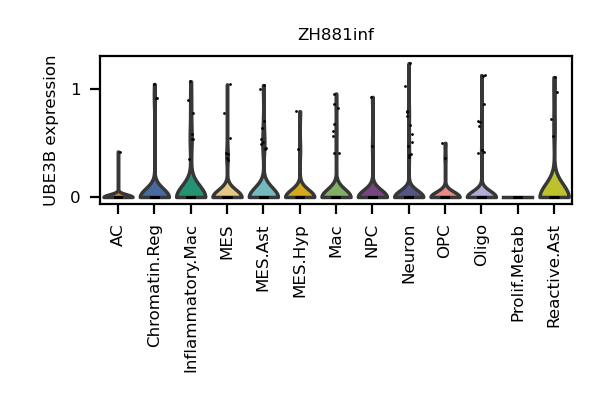 ZH881inf
UBE3B expression
1
0
AC
Chromatin.Reg
Inflammatory.Mac
MES
MES.Ast
MES.Hyp
Mac
NPC
Neuron
OPC
Oligo
Prolif.Metab
Reactive.Ast